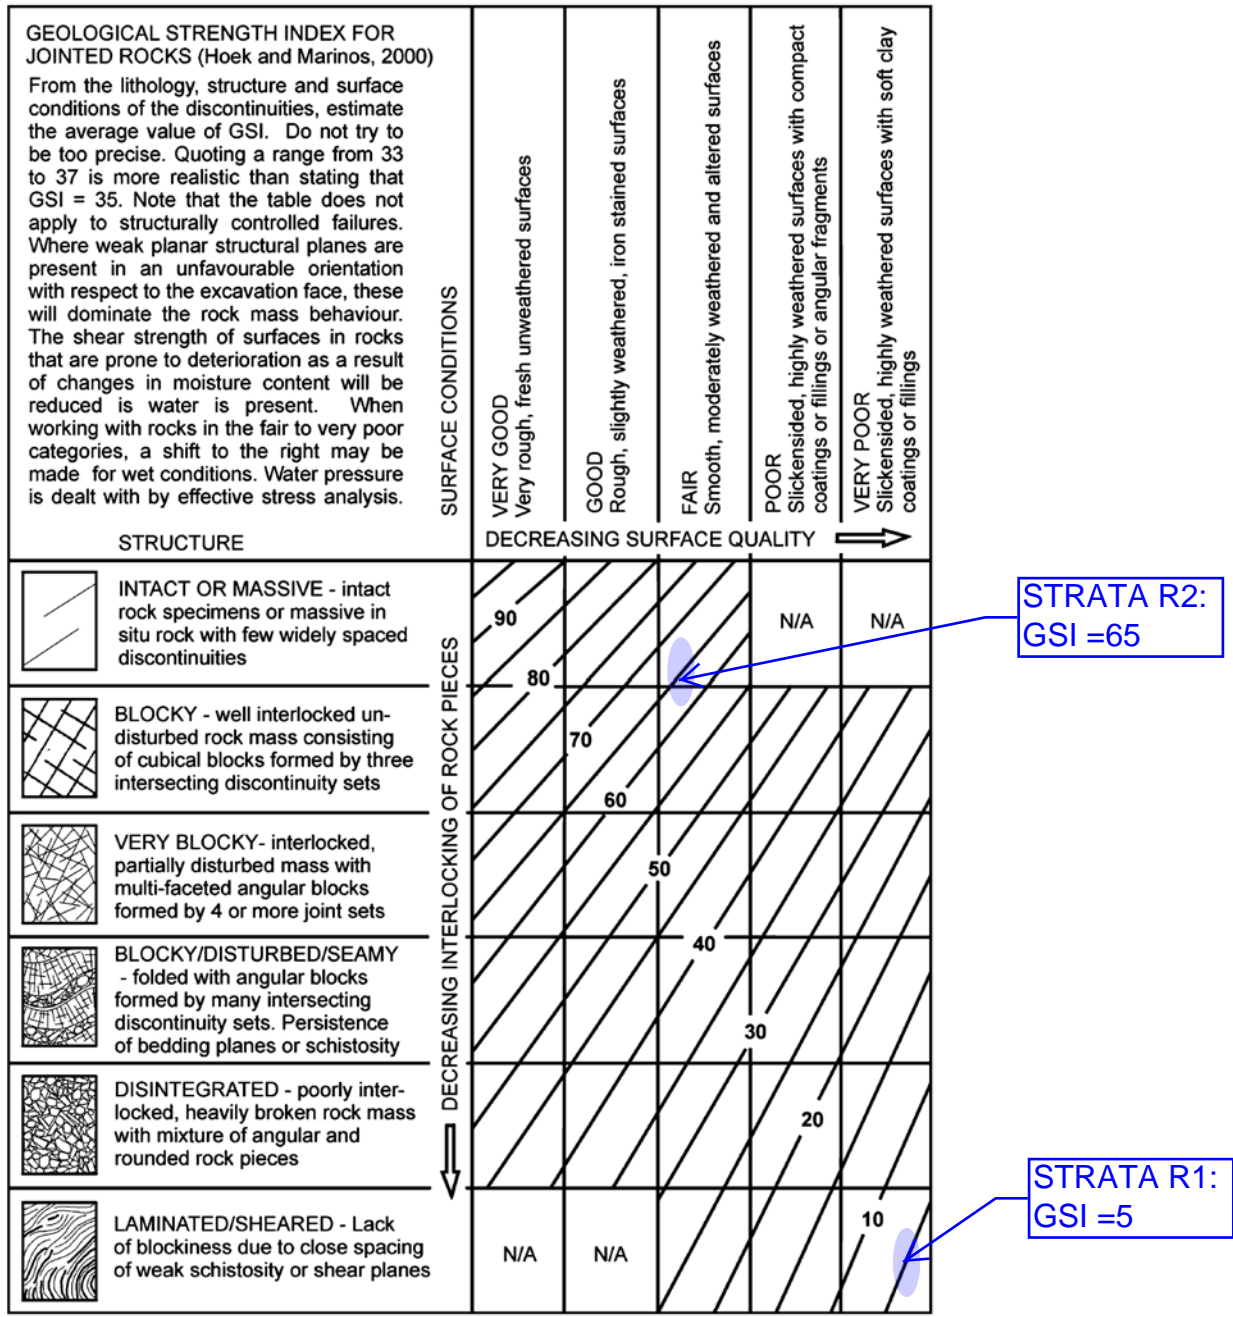 GEOLOGICAL STRENGTH INDEX FOR
JOINTED ROCKS (Hoek and Marinos, 2000)
From the lithology, structure and surface
conditions of the discontinuities, estimate
the average value of GSI. Do not try to
be too precise. Quoting a range from 33
to 37 is more realistic than stating that
GSI = 35. Note that the table does not
apply to structurally controlled failures.
Where weak planar structural planes are
present in an unfavourable orientation
with respect to the excavation face, these
will dominate the rock mass behaviour.
The shear strength of surfaces in rocks
that are prone to deterioration as a result
of changes in moisture content will be
reduced is water is present. When
working with rocks in the fair to very poor
categories, a shift to the right may be
made for wet conditions. Water pressure
is dealt with by effective stress analysis.
STRUCTURE
SURFACE CONDITIONS
VERY GOOD
Very rough, fresh unweathered surfaces
GOOD
Rough, slightly weathered, iron stained surfaces
FAIR
Smooth, moderately weathered and altered surfaces
POOR
Slickensided, highly weathered surfaces with compact
coatings or fillings or angular fragments
VERY POOR
Slickensided, highly weathered surfaces with soft clay
coatings or fillings
DECREASING SURFACE QUALITY
DECREASING INTERLOCKING OF ROCK PIECES
INTACT OR MASSIVE - intact
rock specimens or massive in
situ rock with few widely spaced
discontinuities
90
80
N/A
N/A
STRATA R2:
GSI =65
BLOCKY - well interlocked un-
disturbed rock mass consisting
of cubical blocks formed by three
intersecting discontinuity sets
70
60
VERY BLOCKY- interlocked,
partially disturbed mass with
multi-faceted angular blocks
formed by 4 or more joint sets
50
40
BLOCKY/DISTURBED/SEAMY
- folded with angular blocks
formed by many intersecting
discontinuity sets. Persistence
of bedding planes or schistosity
30
DISINTEGRATED - poorly inter-
locked, heavily broken rock mass
with mixture of angular and
rounded rock pieces
20
LAMINATED/SHEARED - Lack
of blockiness due to close spacing
of weak schistosity or shear planes
N/A
N/A
10
STRATA R1:
GSI =5